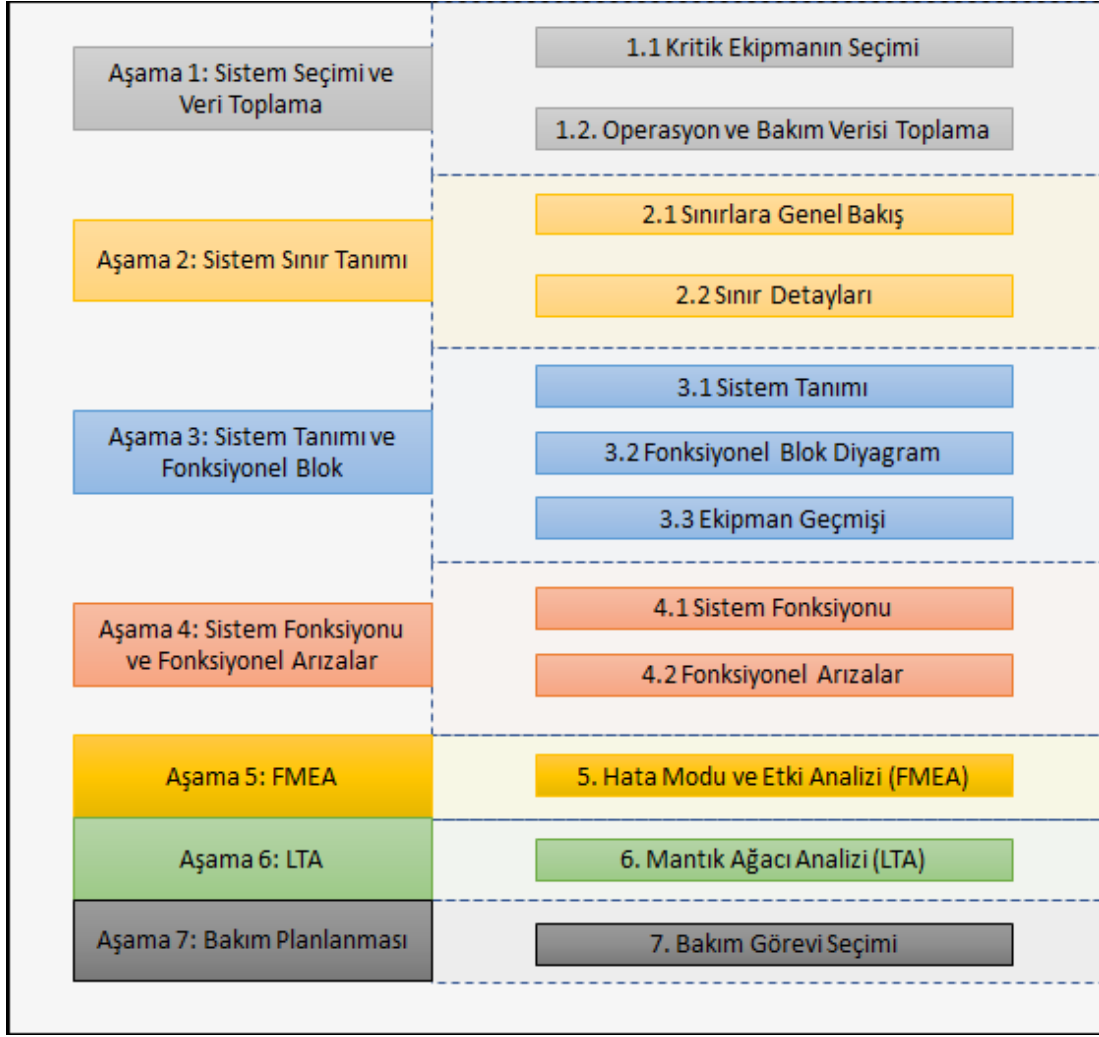 Aşama 1: Sistem Seçimi ve
Veri Toplama
1.1 Kritik Ekipmanın Seçimi
1.2. Operasyon ve Bakım Verisi Toplama
Aşama 2: Sistem Sınır Tanımı
2.1 Sınırlara Genel Bakış
2.2 Sınır Detayları
Aşama 3: Sistem Tanımı ve
Fonksiyonel Blok
3.1 Sistem Tanımı
3.2 Fonksiyonel Blok Diyagram
3.3 Ekipman Geçmişi
Aşama 4: Sistem Fonksiyonu
ve Fonksiyonel Arızalar
4.1 Sistem Fonksiyonu
4.2 Fonksiyonel Arızalar
Aşama 5: FMEA
5. Hata Modu ve Etki Analizi (FMEA)
Aşama 6: LTA
6. Mantık Ağacı Analizi (LTA)
Aşama 7: Bakım Planlanması
7. Bakım Görevi Seçimi